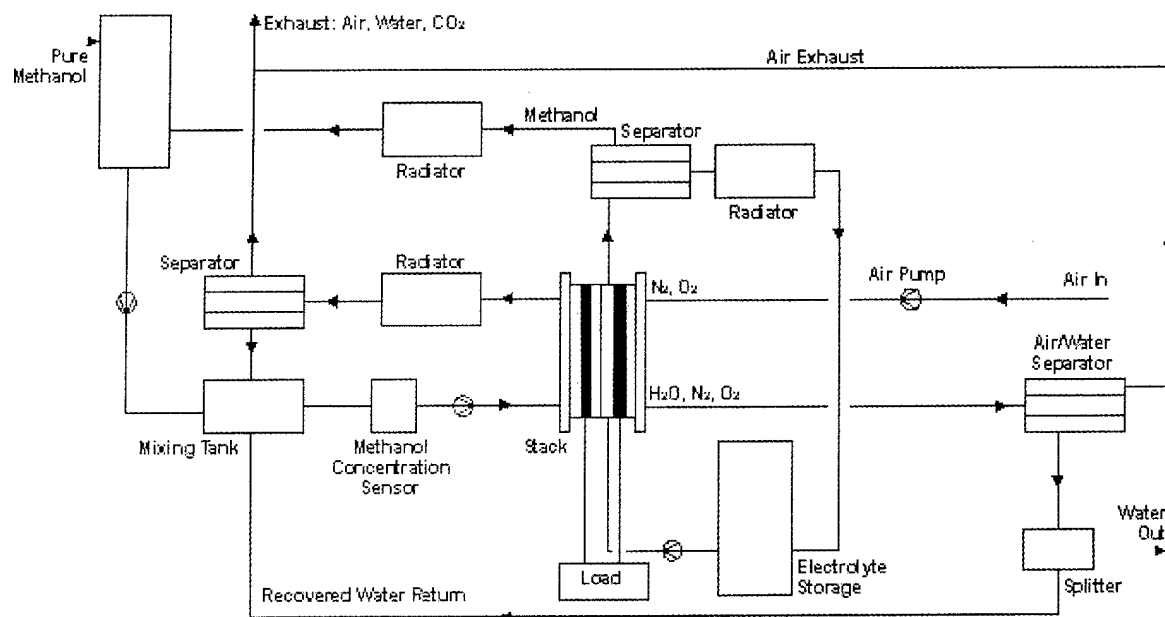 Exhaust: Air, Water, CO₂
Pure
Methanol
Air Exhaust
Methanol
Separator
Radiator
Radiator
Separator
Radiator
N₂, O₂
Air Pump
Air In
Air/Water
Separator
H₂O, N₂, O₂
Mixing Tank
Methanol
Concentration
Sensor
Stack
Water
Out
Load
Electrolyte
Storage
Splitter
Recovered Water Return